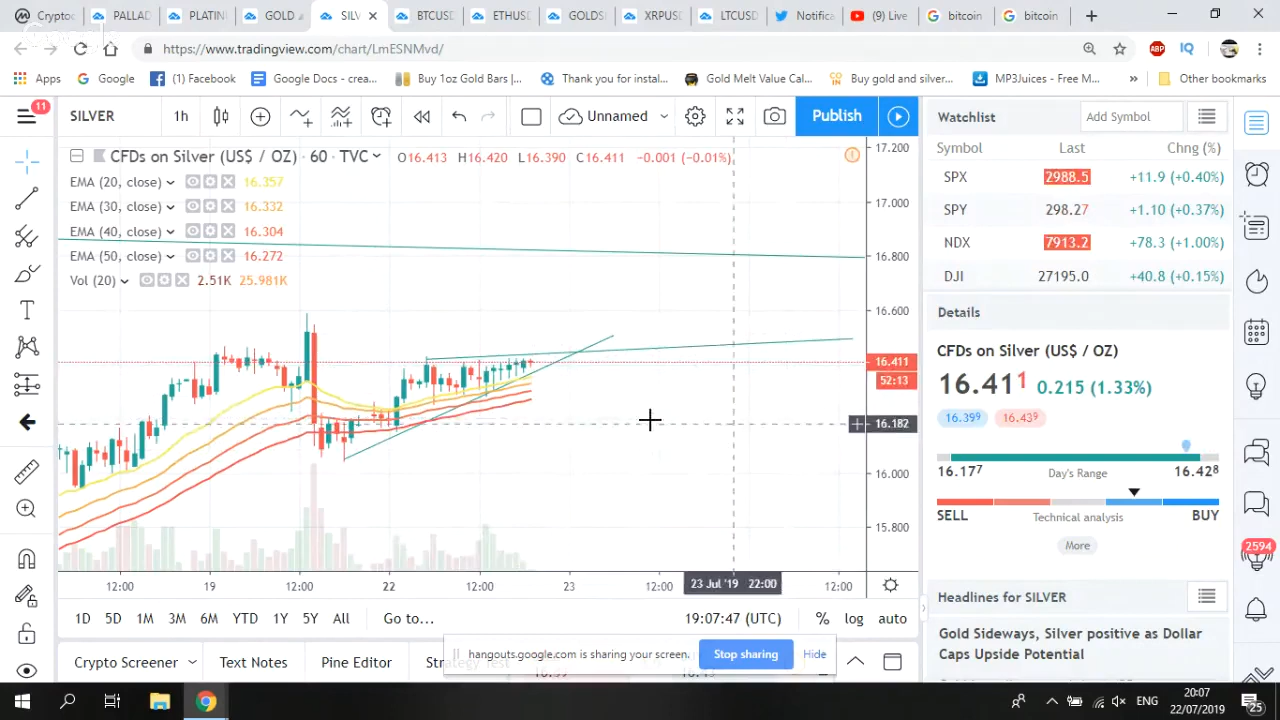 Cryptoc PALLAD PLATIN GOLD SILV BTCUSD ETHUSD GOLDS XRPUSD LTCUSD Notifica (9) Live bitcoin bitcoin
https://www.tradingview.com/chart/LmESNMvd/
Apps Google (1) Facebook Google Docs - crea... Buy 1oz Gold Bars |... Thank you for instal... Gold Melt Value Cal... Buy gold and silver... MP3Juices - Free M... » Other bookmarks
11 SILVER 1h Unnamed Publish Watchlist Add Symbol
CFDs on Silver (US$ / OZ) · 60 · TVC O16.413 H16.420 L16.390 C16.411 -0.001 (-0.01%)
EMA (20, close) 16.357
EMA (30, close) 16.332
EMA (40, close) 16.304
EMA (50, close) 16.272
Vol (20) 2.51K 25.981K
17.200
17.000
16.800
16.600
16.411
52:13
16.182
16.000
15.800
12:00 19 12:00 22 12:00 23 12:00 23 Jul '19 22:00 12:00
1D 5D 1M 3M 6M YTD 1Y 5Y All Go to... 19:07:47 (UTC) % log auto
Crypto Screener Text Notes Pine Editor
hangouts.google.com is sharing your screen. Stop sharing Hide
Symbol Last Chng (%)
SPX 2988.5 +11.9 (+0.40%)
SPY 298.27 +1.10 (+0.37%)
NDX 7913.2 +78.3 (+1.00%)
DJI 27195.0 +40.8 (+0.15%)
Details
CFDs on Silver (US$ / OZ)
16.411 0.215 (1.33%)
16.399 16.439
16.177 Day's Range 16.428
SELL Technical analysis BUY
More
2594
Headlines for SILVER
Gold Sideways, Silver positive as Dollar
Caps Upside Potential
ENG 20:07
22/07/2019 25